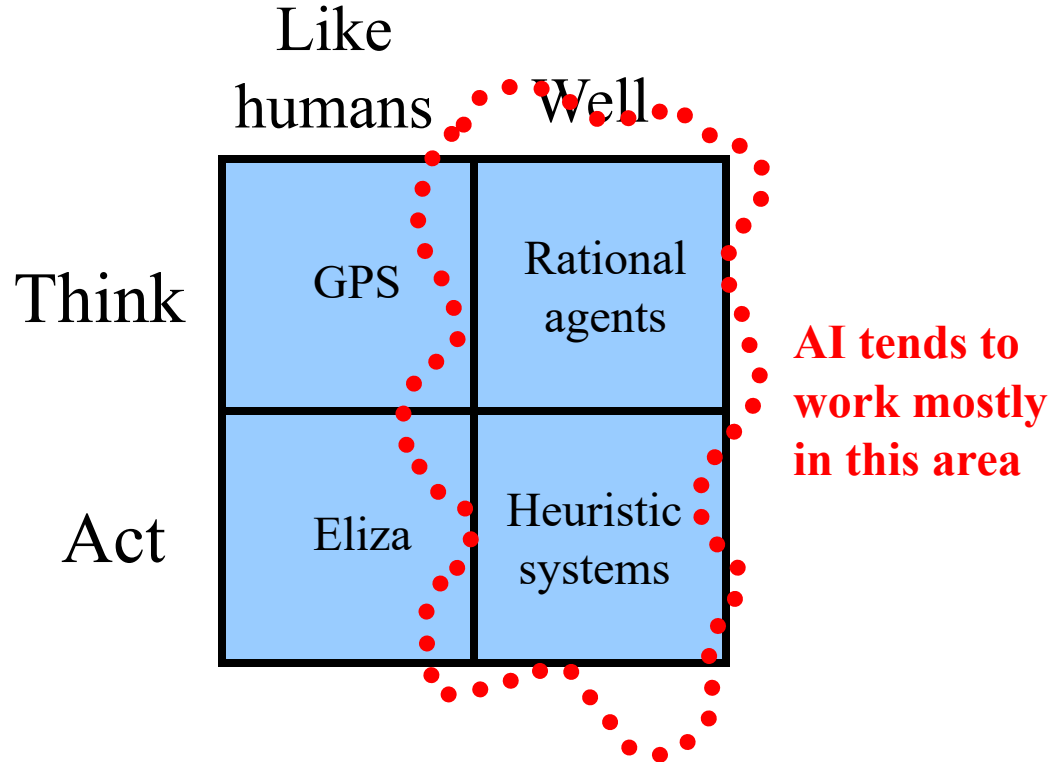 Like
humans
Well
Think
GPS
Rational
agents
AI tends to
work mostly
in this area
Act
Eliza
Heuristic
systems